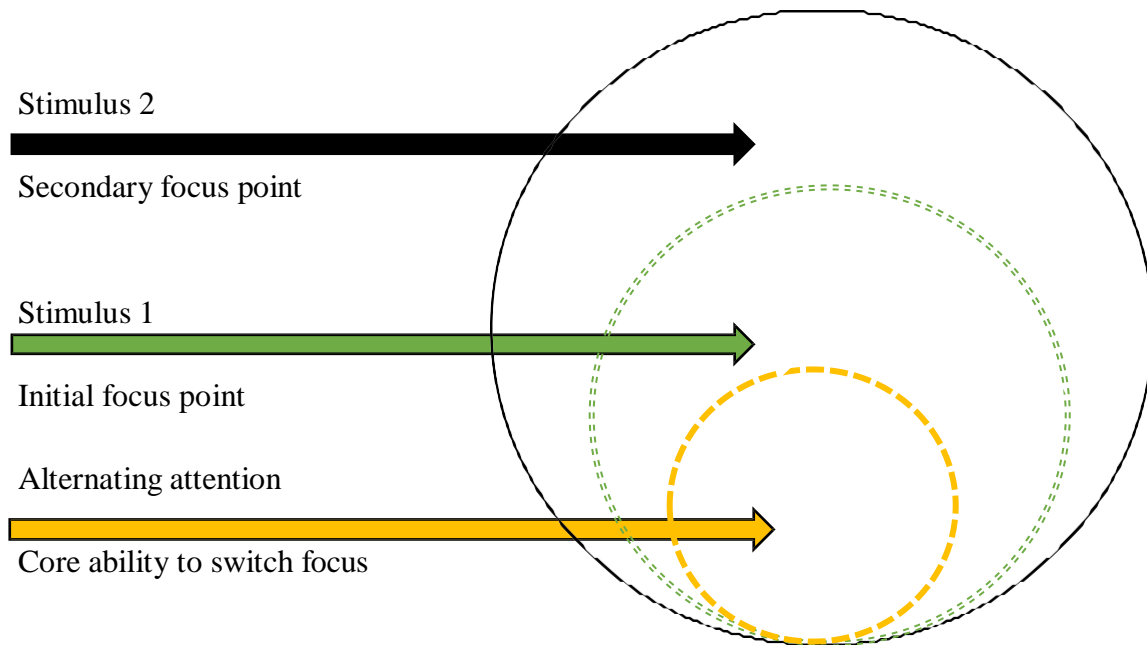 Stimulus 2
Secondary focus point
Stimulus 1
Initial focus point
Alternating attention
Core ability to switch focus